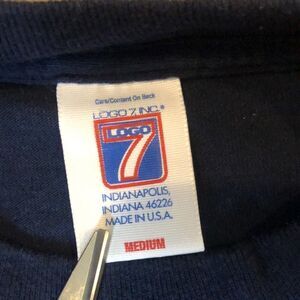 Care/Content On Back
LOGO 7, INC.®
LOGO
7
INDIANAPOLIS,
INDIANA 46226
MADE IN U.S.A.
MEDIUM